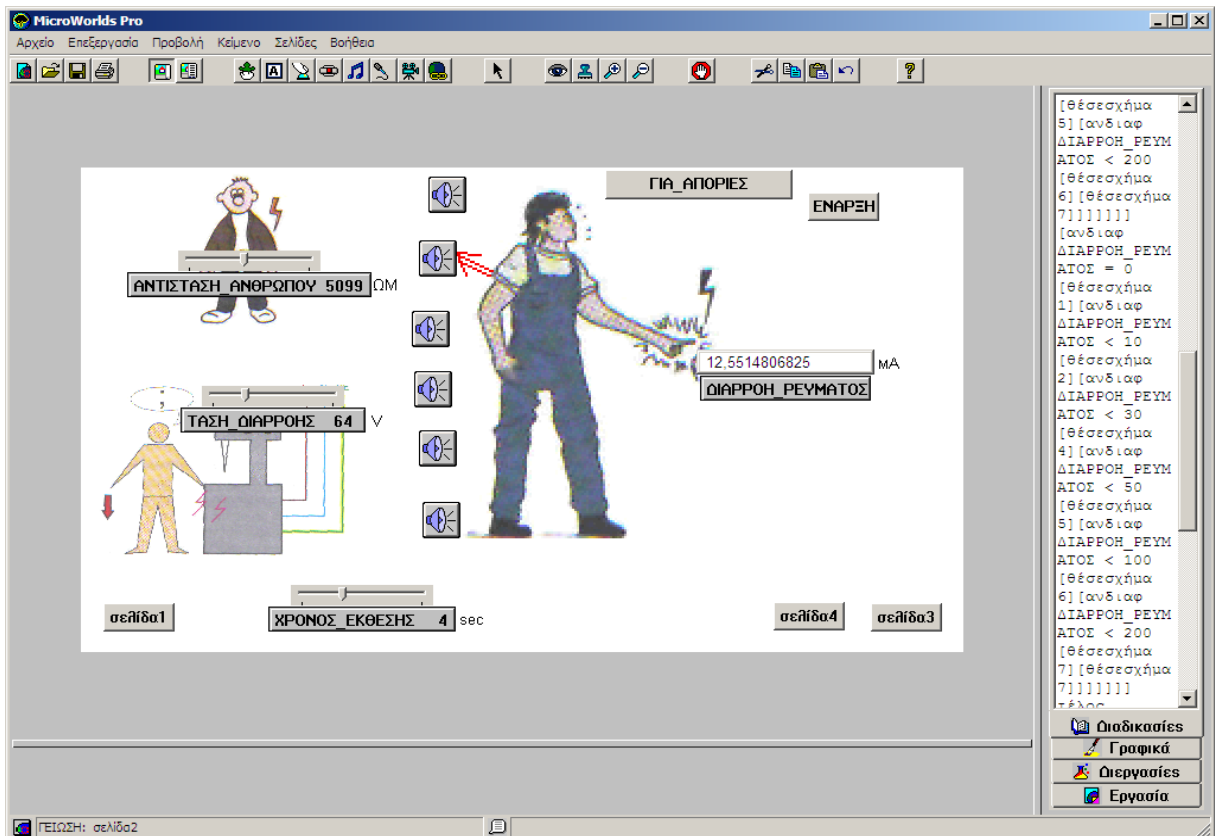 MicroWorlds Pro
Αρχείο Επεξεργασία Προβολή Κείμενο Σελίδες Βοήθεια
ΓΙΑ_ΑΠΟΡΙΕΣ
ΕΝΑΡΞΗ
ΑΝΤΙΣΤΑΣΗ_ΑΝΘΡΩΠΟΥ 5099 ΩΜ
12,5514806825 мΑ
ΔΙΑΡΡΟΗ_ΡΕΥΜΑΤΟΣ
;
ΤΑΣΗ_ΔΙΑΡΡΟΗΣ 64 V
σελίδα1
ΧΡΟΝΟΣ_ΕΚΘΕΣΗΣ 4 sec
σελίδα4
σελίδα3
[θέσεσχήμα
5][ανδιαφ
ΔΙΑΡΡΟΗ_ΡΕΥΜ
ΑΤΟΣ < 200
[θέσεσχήμα
6][θέσεσχήμα
7]]]]]]]
[ανδιαφ
ΔΙΑΡΡΟΗ_ΡΕΥΜ
ΑΤΟΣ = 0
[θέσεσχήμα
1][ανδιαφ
ΔΙΑΡΡΟΗ_ΡΕΥΜ
ΑΤΟΣ < 10
[θέσεσχήμα
2][ανδιαφ
ΔΙΑΡΡΟΗ_ΡΕΥΜ
ΑΤΟΣ < 30
[θέσεσχήμα
4][ανδιαφ
ΔΙΑΡΡΟΗ_ΡΕΥΜ
ΑΤΟΣ < 50
[θέσεσχήμα
5][ανδιαφ
ΔΙΑΡΡΟΗ_ΡΕΥΜ
ΑΤΟΣ < 100
[θέσεσχήμα
6][ανδιαφ
ΔΙΑΡΡΟΗ_ΡΕΥΜ
ΑΤΟΣ < 200
[θέσεσχήμα
7][θέσεσχήμα
7]]]]]]]
τέλος
Διαδικασίες
Γραφικά
Διεργασίες
Εργασία
ΓΕΙΩΣΗ: σελίδα2